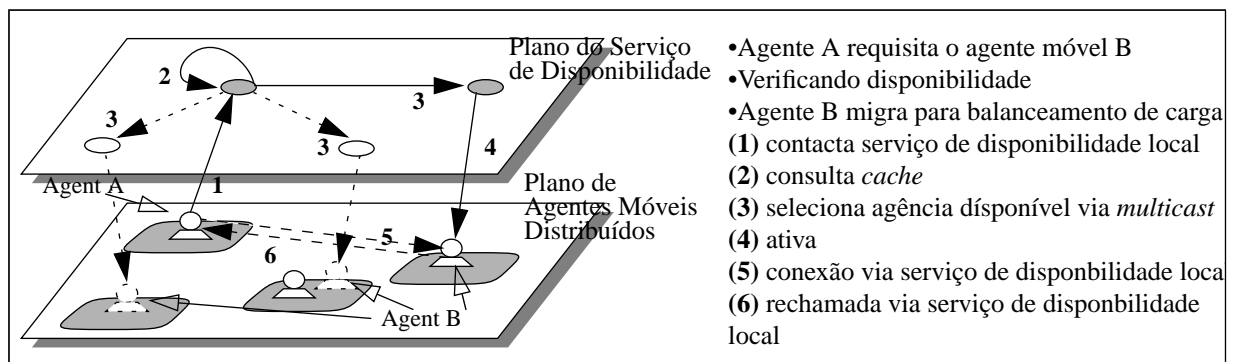 Plano do Serviço
de Disponibilidade
2
3
3
3
4
1
Agent A
Plano de
Agentes Móveis
Distribuídos
5
6
Agent B
•Agente A requisita o agente móvel B
•Verificando disponibilidade
•Agente B migra para balanceamento de carga
(1) contacta serviço de disponibilidade local
(2) consulta cache
(3) seleciona agência dísponível via multicast
(4) ativa
(5) conexão via serviço de disponbilidade loca
(6) rechamada via serviço de disponbilidade
local